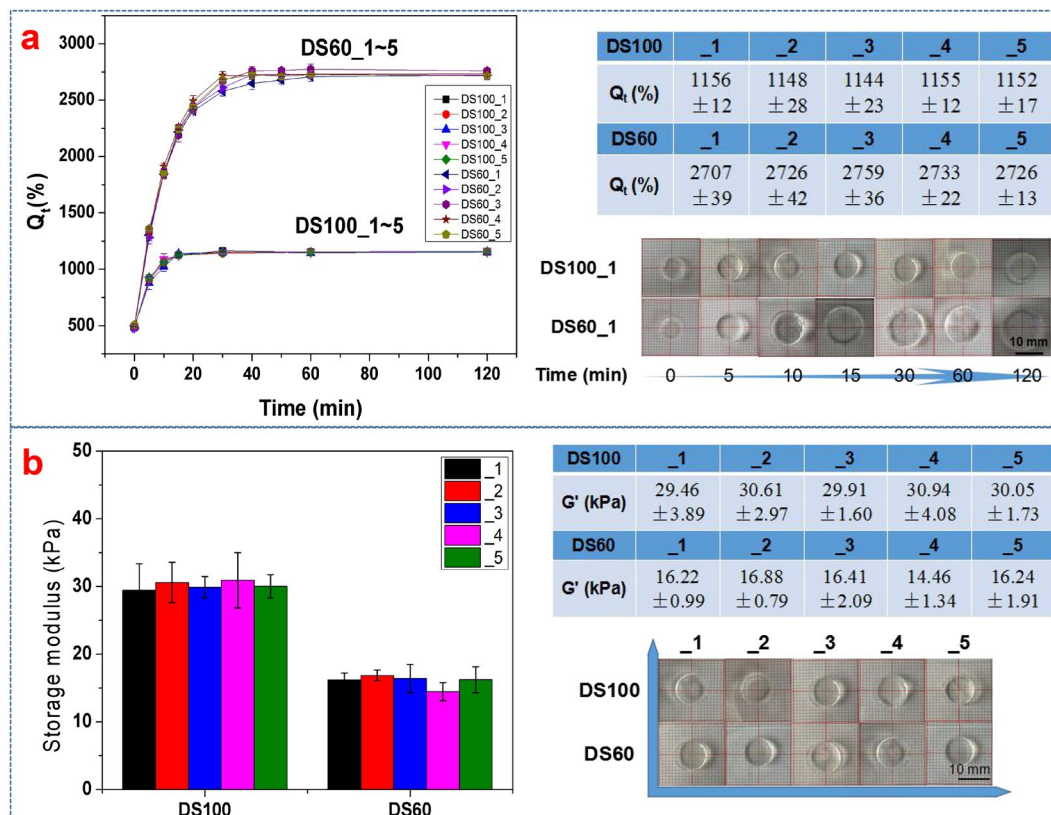 a
3000
2500
2000
1500
1000
500
Qt(%)
0 20 40 60 80 100 120
Time (min)
DS60_1~5
DS100_1~5
DS100_1
DS100_2
DS100_3
DS100_4
DS100_5
DS60_1
DS60_2
DS60_3
DS60_4
DS60_5
DS100 _1 _2 _3 _4 _5
Qt (%) 1156 ±12 1148 ±28 1144 ±23 1155 ±12 1152 ±17
DS60 _1 _2 _3 _4 _5
Qt (%) 2707 ±39 2726 ±42 2759 ±36 2733 ±22 2726 ±13
DS100_1
DS60_1
10 mm
Time (min) 0 5 10 15 30 60 120
b
50
40
30
20
10
0
Storage modulus (kPa)
DS100 DS60
_1
_2
_3
_4
_5
DS100 _1 _2 _3 _4 _5
G' (kPa) 29.46 ±3.89 30.61 ±2.97 29.91 ±1.60 30.94 ±4.08 30.05 ±1.73
DS60 _1 _2 _3 _4 _5
G' (kPa) 16.22 ±0.99 16.88 ±0.79 16.41 ±2.09 14.46 ±1.34 16.24 ±1.91
_1 _2 _3 _4 _5
DS100
DS60
10 mm